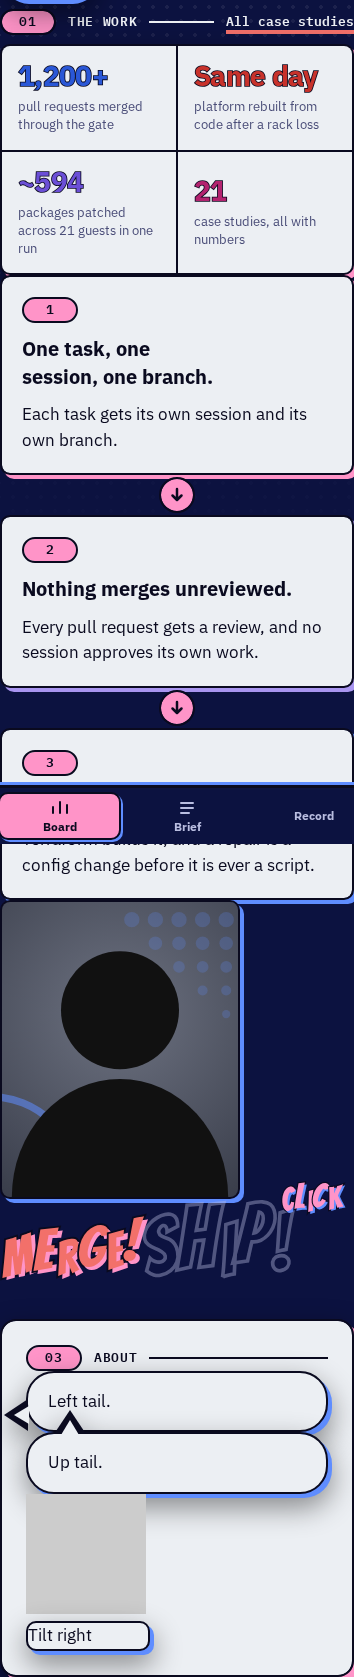 01 THE WORK All case studies
1,200+
pull requests merged
through the gate
Same day
platform rebuilt from
code after a rack loss
~594
packages patched
across 21 guests in one
run
21
case studies, all with
numbers
1
One task, one
session, one branch.
Each task gets its own session and its
own branch.
2
Nothing merges unreviewed.
Every pull request gets a review, and no
session approves its own work.
3
Board
Brief
Record
config change before it is ever a script.
CLICK
MERGE!
SHIP!
03 ABOUT
Left tail.
Up tail.
Tilt right